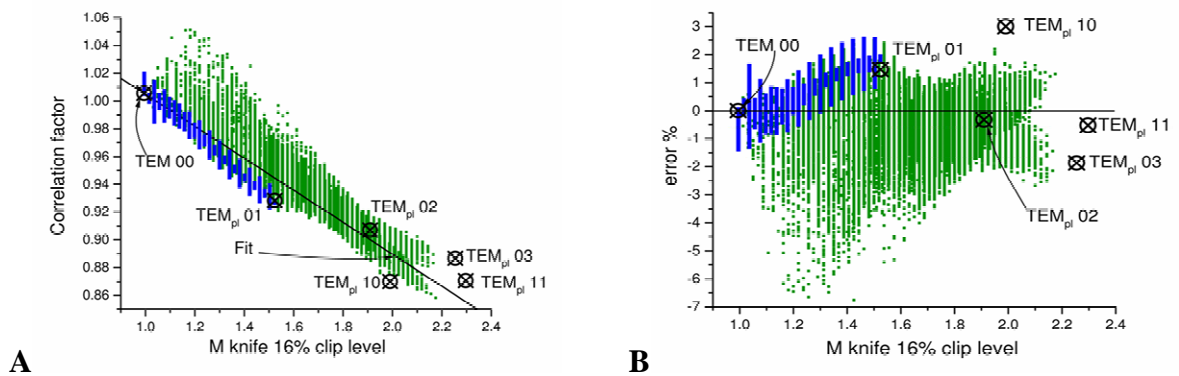 1.06
1.04
1.02
1.00
0.98
0.96
0.94
0.92
0.90
0.88
0.86
Correlation factor
TEM 00
TEMpl 01
TEMpl 02
Fit
TEMpl 03
TEMpl 10
TEMpl 11
1.0 1.2 1.4 1.6 1.8 2.0 2.2 2.4
M knife 16% clip level
A
3
2
1
0
-1
-2
-3
-4
-5
-6
-7
error %
TEM 00
TEMpl 01
TEMpl 10
TEMpl 11
TEMpl 03
TEMpl 02
1.0 1.2 1.4 1.6 1.8 2.0 2.2 2.4
M knife 16% clip level
B